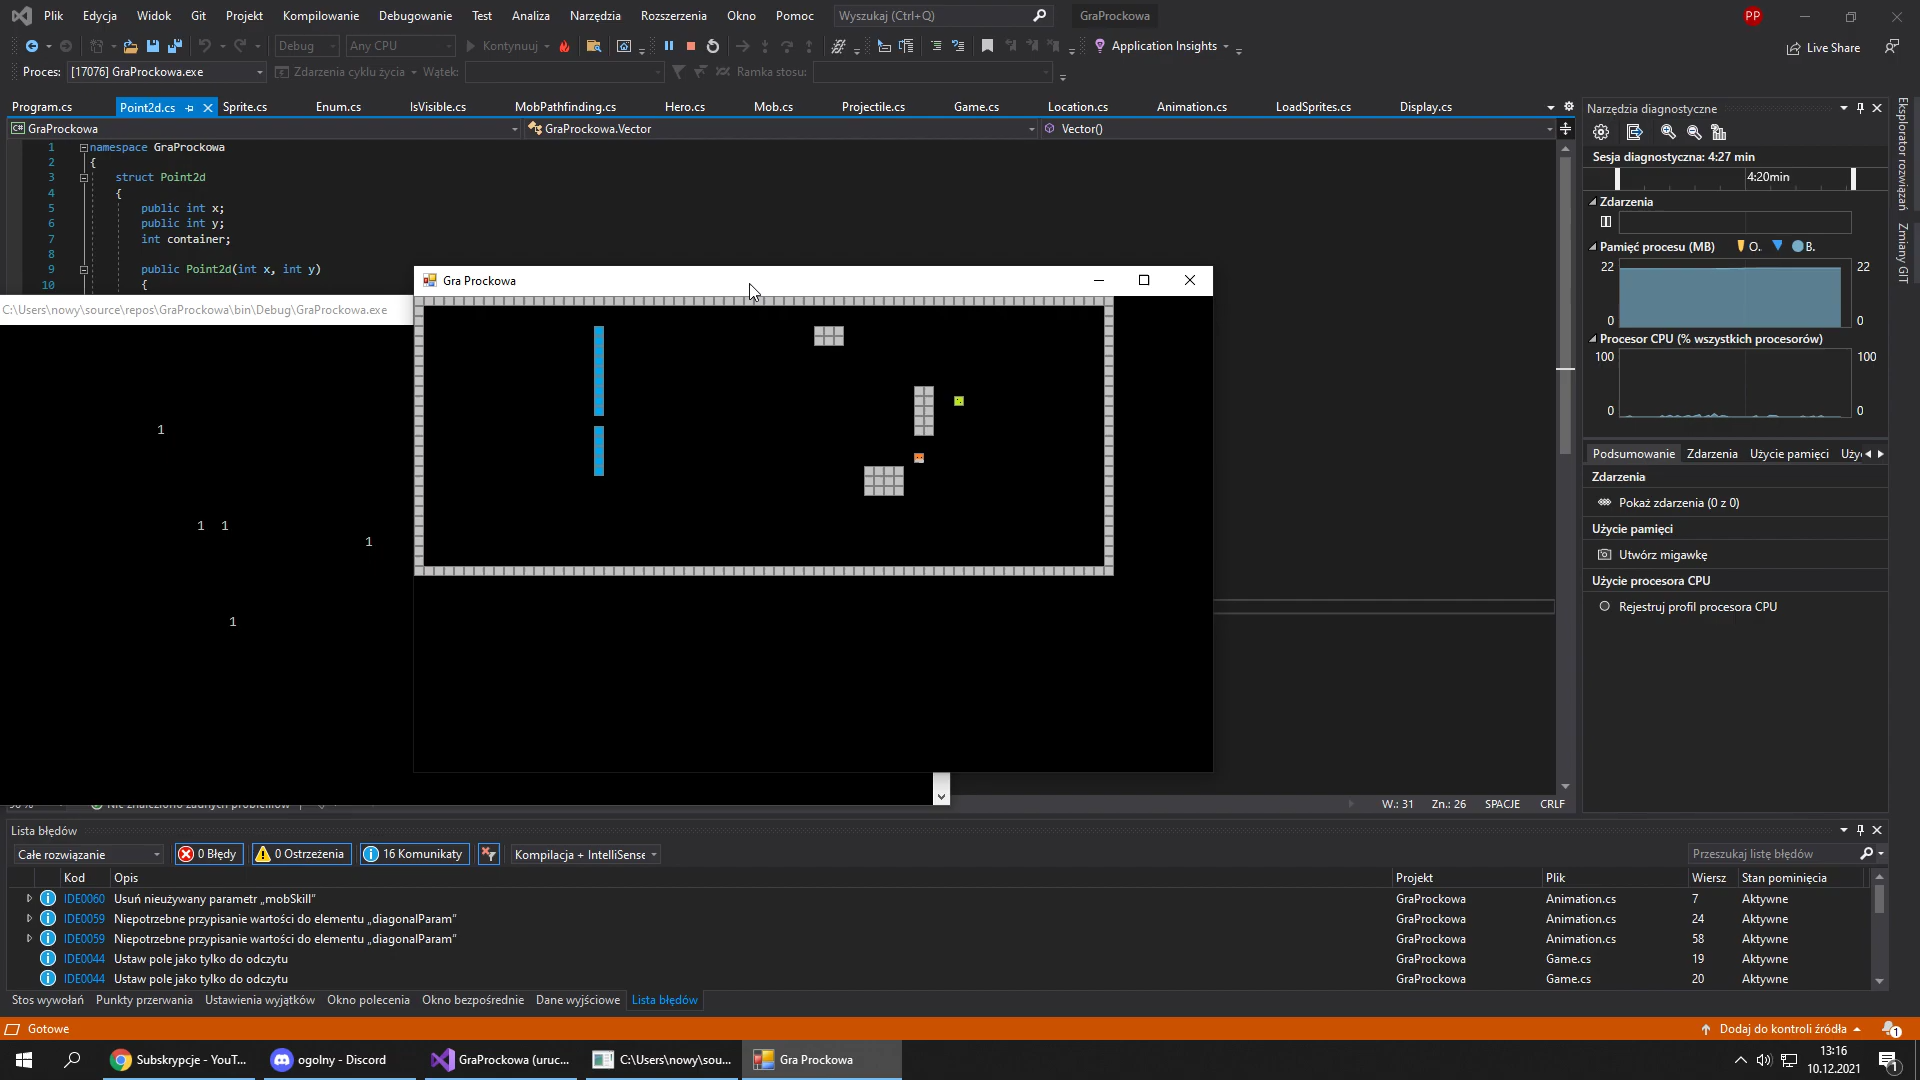 Plik Edycja Widok Git Projekt Kompilowanie Debugowanie Test Analiza Narzędzia Rozszerzenia Okno Pomoc Wyszukaj (Ctrl+Q) GraProckowa PP
Debug Any CPU Kontynuuj Application Insights Live Share
Proces: [17076] GraProckowa.exe Zdarzenia cyklu życia Wątek: Ramka stosu:
Program.cs Point2d.cs Sprite.cs Enum.cs IsVisible.cs MobPathfinding.cs Hero.cs Mob.cs Projectile.cs Game.cs Location.cs Animation.cs LoadSprites.cs Display.cs
GraProckowa GraProckowa.Vector Vector()
1 namespace GraProckowa
2 {
3 struct Point2d
4 {
5 public int x;
6 public int y;
7 int container;
8
9 public Point2d(int x, int y)
10 {
Gra Prockowa
C:\Users\nowy\source\repos\GraProckowa\bin\Debug\GraProckowa.exe
1
1 1
1
1
W.: 31 Zn.: 26 SPACJE CRLF
Narzędzia diagnostyczne
Sesja diagnostyczna: 4:27 min
4:20min
Zdarzenia
Pamięć procesu (MB) O. B.
22 22
0 0
Procesor CPU (% wszystkich procesorów)
100 100
0 0
Podsumowanie Zdarzenia Użycie pamięci Uży
Zdarzenia
Pokaż zdarzenia (0 z 0)
Użycie pamięci
Utwórz migawkę
Użycie procesora CPU
Rejestruj profil procesora CPU
Eksplorator rozwiązań
Zmiany GIT
Lista błędów
Całe rozwiązanie 0 Błędy 0 Ostrzeżenia 16 Komunikaty Kompilacja + IntelliSense Przeszukaj listę błędów
Kod Opis Projekt Plik Wiersz Stan pominięcia
IDE0060 Usuń nieużywany parametr „mobSkill” GraProckowa Animation.cs 7 Aktywne
IDE0059 Niepotrzebne przypisanie wartości do elementu „diagonalParam” GraProckowa Animation.cs 24 Aktywne
IDE0059 Niepotrzebne przypisanie wartości do elementu „diagonalParam” GraProckowa Animation.cs 58 Aktywne
IDE0044 Ustaw pole jako tylko do odczytu GraProckowa Game.cs 19 Aktywne
IDE0044 Ustaw pole jako tylko do odczytu GraProckowa Game.cs 20 Aktywne
Stos wywołań Punkty przerwania Ustawienia wyjątków Okno polecenia Okno bezpośrednie Dane wyjściowe Lista błędów
Gotowe Dodaj do kontroli źródła 1
Subskrypcje - YouT... ogolny - Discord GraProckowa (uruc... C:\Users\nowy\sou... Gra Prockowa 13:16
10.12.2021 1